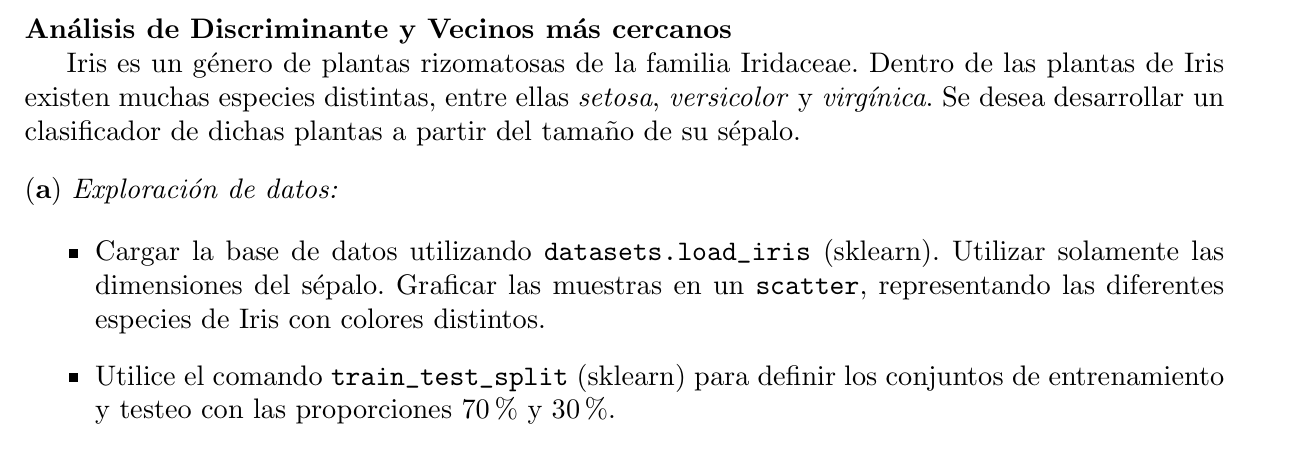 Análisis de Discriminante y Vecinos más cercanos
Iris es un género de plantas rizomatosas de la familia Iridaceae. Dentro de las plantas de Iris
existen muchas especies distintas, entre ellas setosa, versicolor y virgínica. Se desea desarrollar un
clasificador de dichas plantas a partir del tamaño de su sépalo.
(a) Exploración de datos:
▪ Cargar la base de datos utilizando datasets.load_iris (sklearn). Utilizar solamente las
dimensiones del sépalo. Graficar las muestras en un scatter, representando las diferentes
especies de Iris con colores distintos.
▪ Utilice el comando train_test_split (sklearn) para definir los conjuntos de entrenamiento
y testeo con las proporciones 70 % y 30 %.